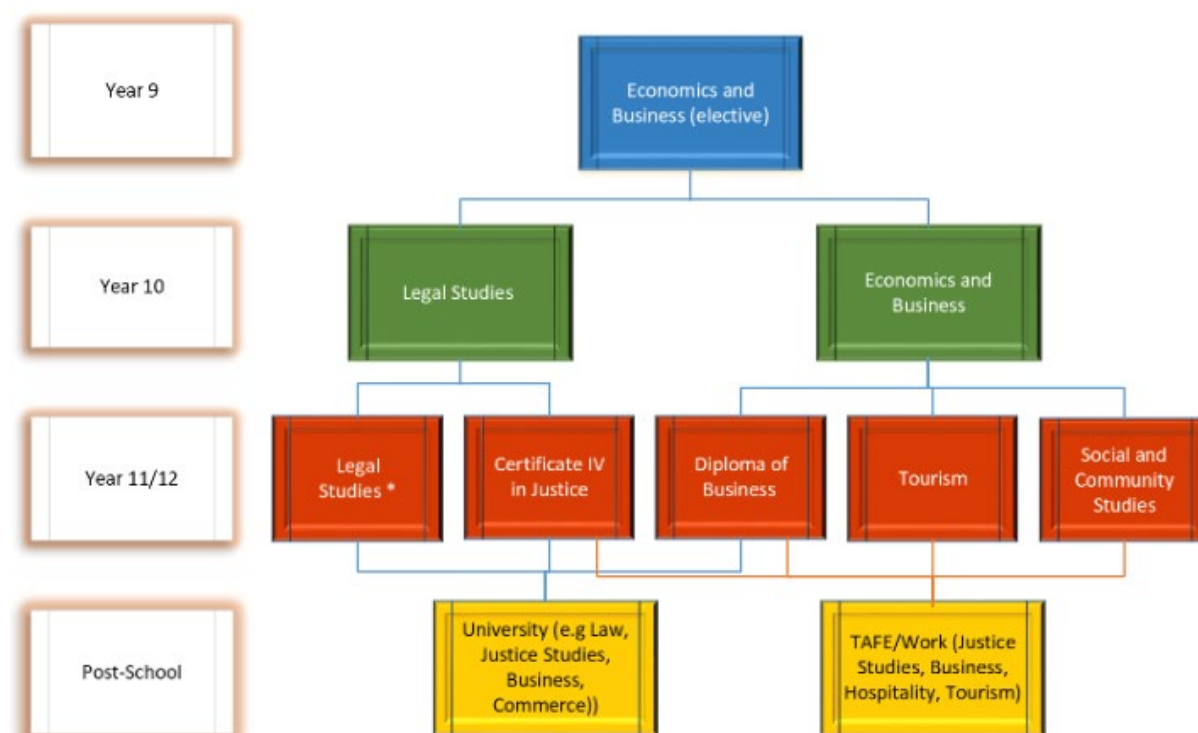 Year 9
Economics and
Business (elective)
Year 10
Legal Studies
Economics and
Business
Year 11/12
Legal
Studies *
Certificate IV
in Justice
Diploma of
Business
Tourism
Social and
Community
Studies
Post-School
University (e.g Law,
Justice Studies,
Business,
Commerce))
TAFE/Work (Justice
Studies, Business,
Hospitality, Tourism)